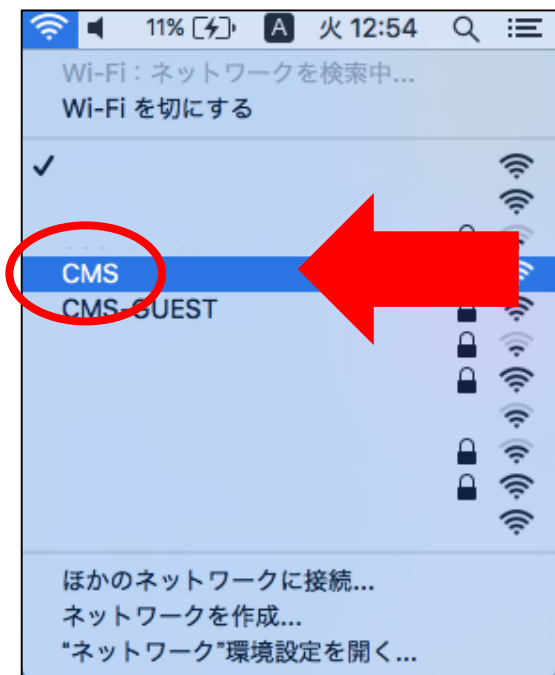 11% A 火 12:54
Wi-Fi：ネットワークを検索中...
Wi-Fi を切にする
CMS
CMS-GUEST
ほかのネットワークに接続...
ネットワークを作成...
"ネットワーク"環境設定を開く...